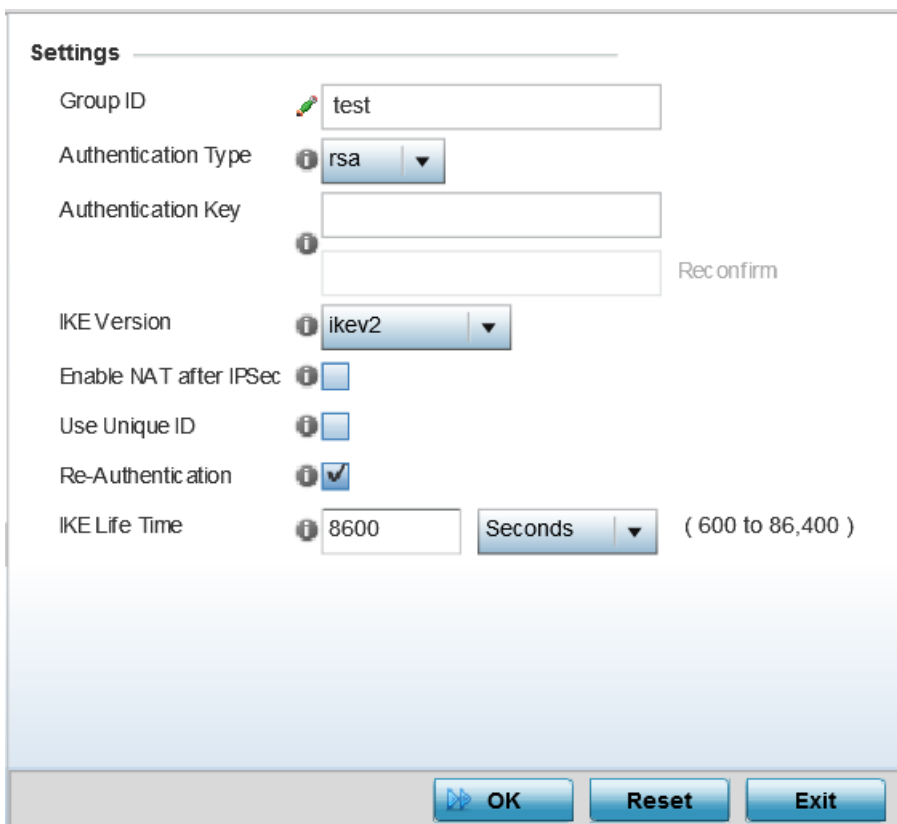 Settings
Group ID test
Authentication Type rsa
Authentication Key
Reconfirm
IKE Version ikev2
Enable NAT after IPSec
Use Unique ID
Re-Authentication
IKE Life Time 8600 Seconds ( 600 to 86,400 )
OK Reset Exit